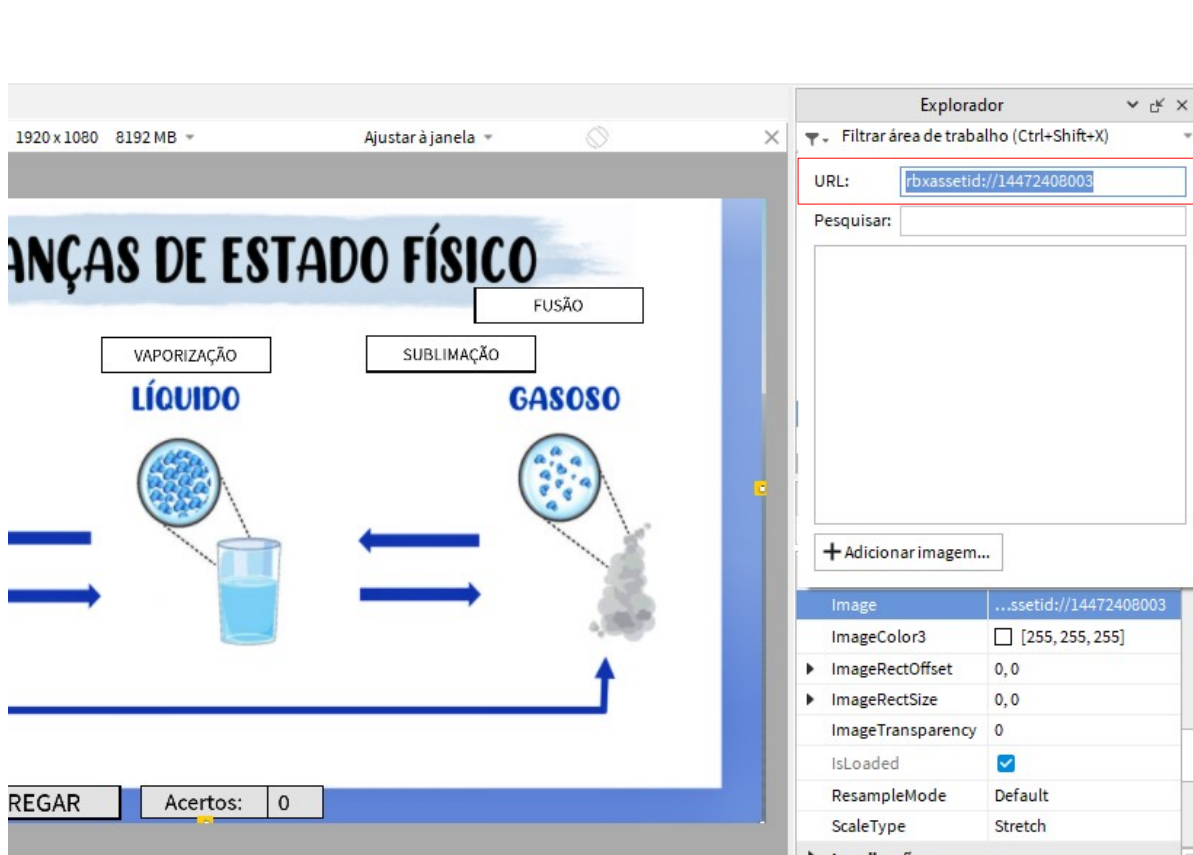 Explorador
1920 x 1080 8192 MB Ajustar à janela
Filtrar área de trabalho (Ctrl+Shift+X)
URL: rbxassetid://14472408003
Pesquisar:
ANÇAS DE ESTADO FÍSICO
FUSÃO
VAPORIZAÇÃO
SUBLIMAÇÃO
LÍQUIDO
GASOSO
Adicionar imagem...
Image ...ssetid://14472408003
ImageColor3 [255, 255, 255]
ImageRectOffset 0, 0
ImageRectSize 0, 0
ImageTransparency 0
IsLoaded
ResampleMode Default
ScaleType Stretch
REGAR
Acertos: 0